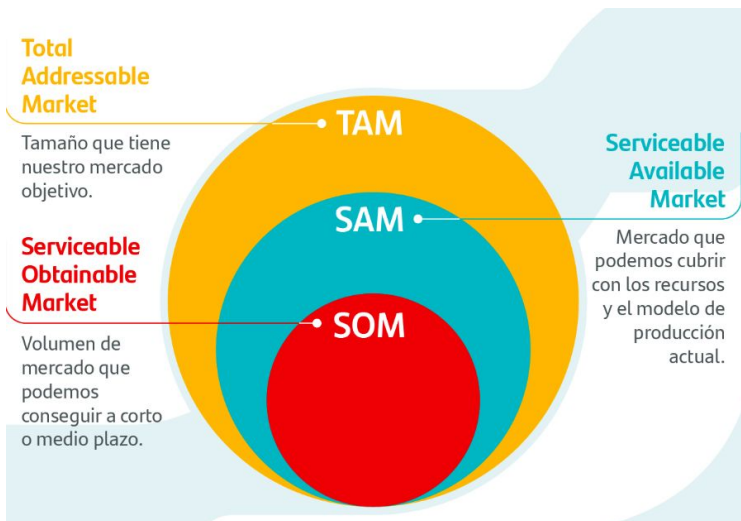 Total
Addressable
Market
Tamaño que tiene
nuestro mercado
objetivo.
TAM
Serviceable
Available
Market
Mercado que
podemos cubrir
con los recursos
y el modelo de
producción
actual.
SAM
Serviceable
Obtainable
Market
Volumen de
mercado que
podemos
conseguir a corto
o medio plazo.
SOM